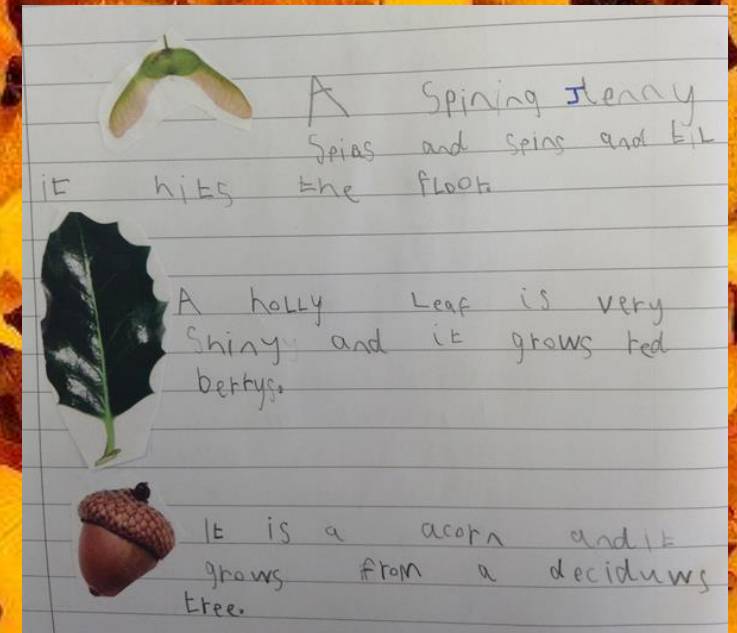 A Spining Jenny
Spins and spins and til
it hits the floor.
A holly Leaf is very
Shiny and it grows red
berrys.
It is a acorn and it
grows from a deciduws
tree.